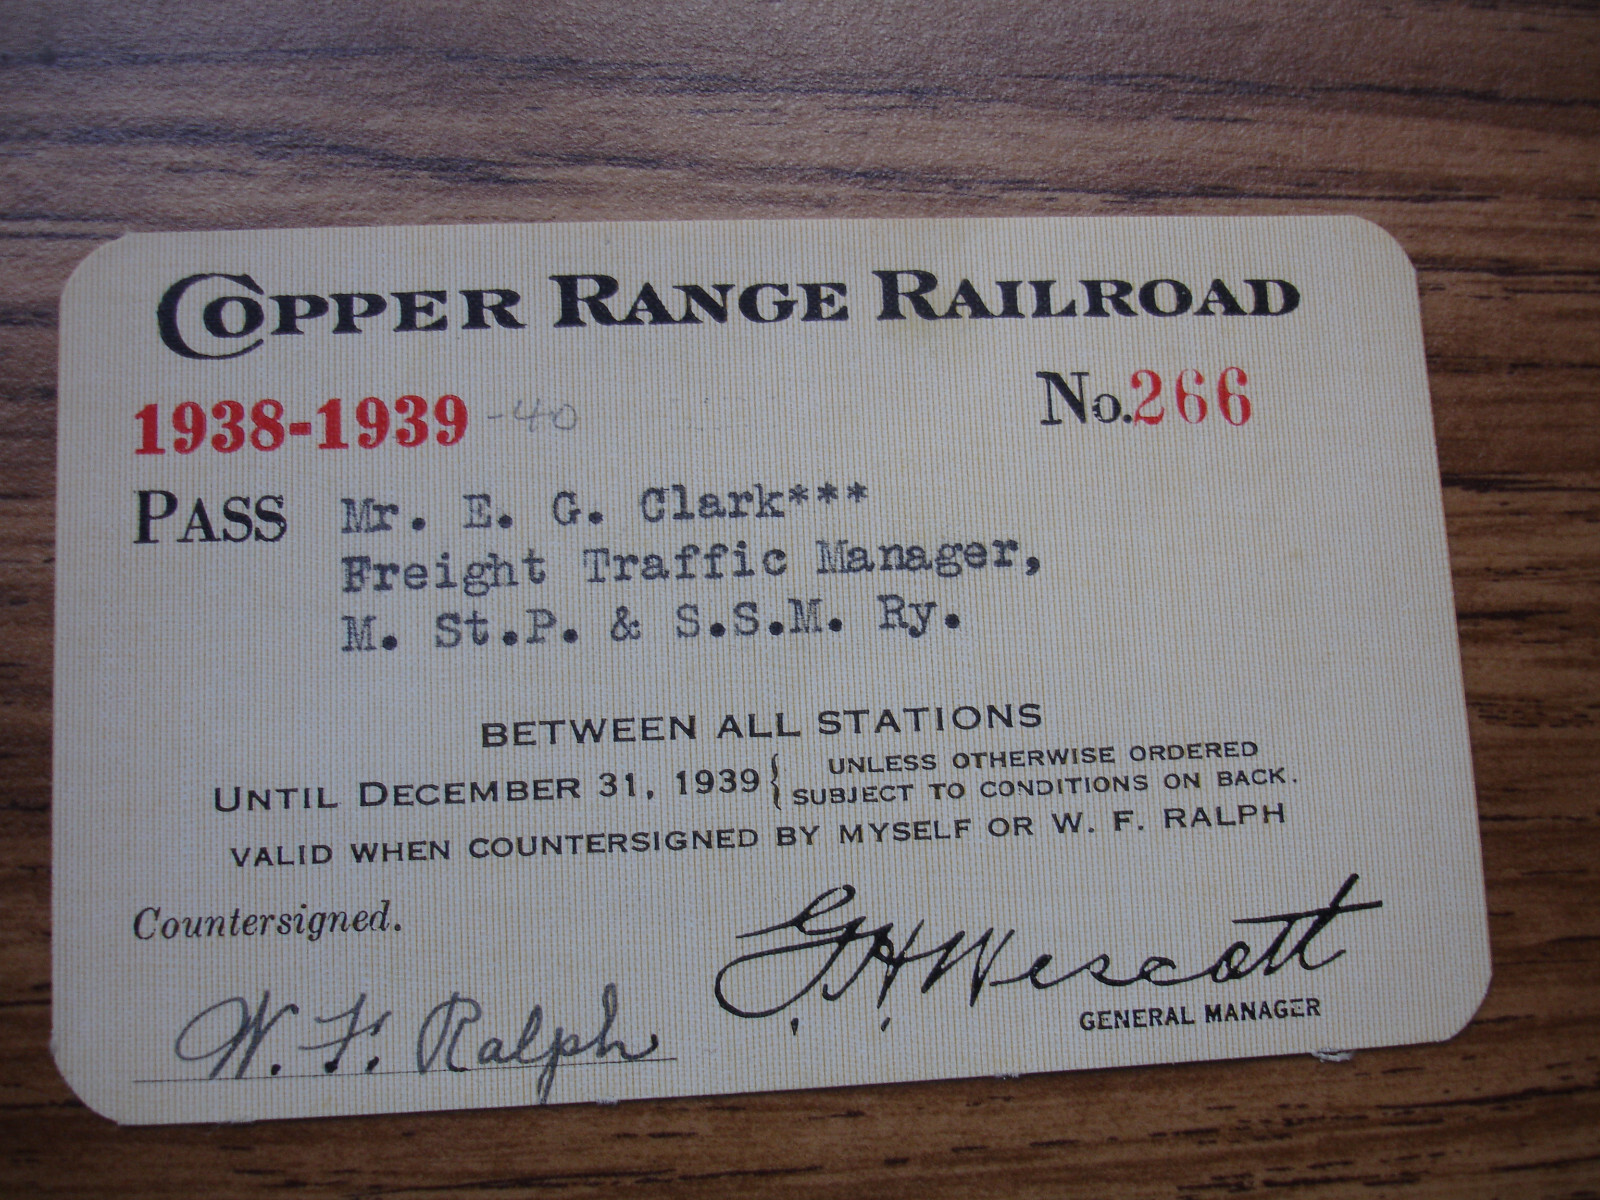 COPPER RANGE RAILROAD
1938-1939 -40 No. 266
PASS Mr. E. G. Clark***
Freight Traffic Manager,
M. St.P. & S.S.M. Ry.
BETWEEN ALL STATIONS
UNTIL DECEMBER 31, 1939 { UNLESS OTHERWISE ORDERED
SUBJECT TO CONDITIONS ON BACK.
VALID WHEN COUNTERSIGNED BY MYSELF OR W. F. RALPH
Countersigned.
G. H. Wescott
GENERAL MANAGER
W. F. Ralph